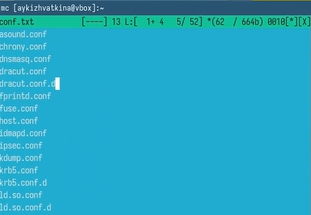 mc [aykizhvatkina@vbox]:~
conf.txt [----] 13 L:[ 1+ 4 5/ 52] *(62 / 664b) 0010[*][X]
asound.conf
chrony.conf
dnsmasq.conf
dracut.conf
dracut.conf.d
fprintd.conf
fuse.conf
host.conf
idmapd.conf
ipsec.conf
kdump.conf
krb5.conf
krb5.conf.d
ld.so.conf
ld.so.conf.d